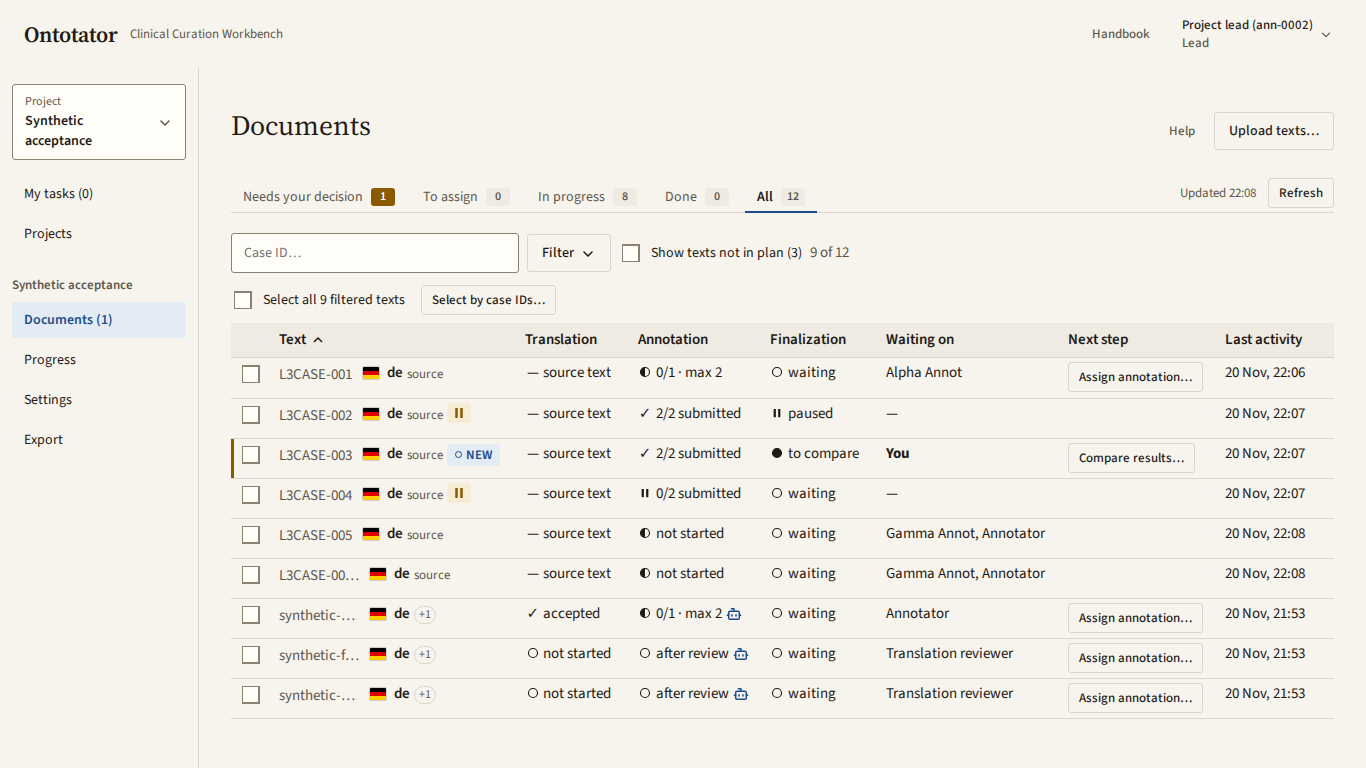 Ontotator Clinical Curation Workbench
Handbook
Project lead (ann-0002)
Lead
Project
Synthetic
acceptance
My tasks (0)
Projects
Synthetic acceptance
Documents (1)
Progress
Settings
Export
Documents
Help
Upload texts…
Needs your decision 1
To assign 0
In progress 8
Done 0
All 12
Updated 22:08
Refresh
Case ID…
Filter
Show texts not in plan (3) 9 of 12
Select all 9 filtered texts
Select by case IDs…
Text Translation Annotation Finalization Waiting on Next step Last activity
L3CASE-001 de source — source text 0/1 · max 2 waiting Alpha Annot Assign annotation… 20 Nov, 22:06
L3CASE-002 de source — source text ✓ 2/2 submitted paused — 20 Nov, 22:07
L3CASE-003 de source NEW — source text ✓ 2/2 submitted to compare You Compare results… 20 Nov, 22:07
L3CASE-004 de source — source text 0/2 submitted waiting — 20 Nov, 22:07
L3CASE-005 de source — source text not started waiting Gamma Annot, Annotator 20 Nov, 22:08
L3CASE-00… de source — source text not started waiting Gamma Annot, Annotator 20 Nov, 22:08
synthetic-… de +1 ✓ accepted 0/1 · max 2 waiting Annotator Assign annotation… 20 Nov, 21:53
synthetic-f… de +1 not started after review waiting Translation reviewer Assign annotation… 20 Nov, 21:53
synthetic-… de +1 not started after review waiting Translation reviewer Assign annotation… 20 Nov, 21:53